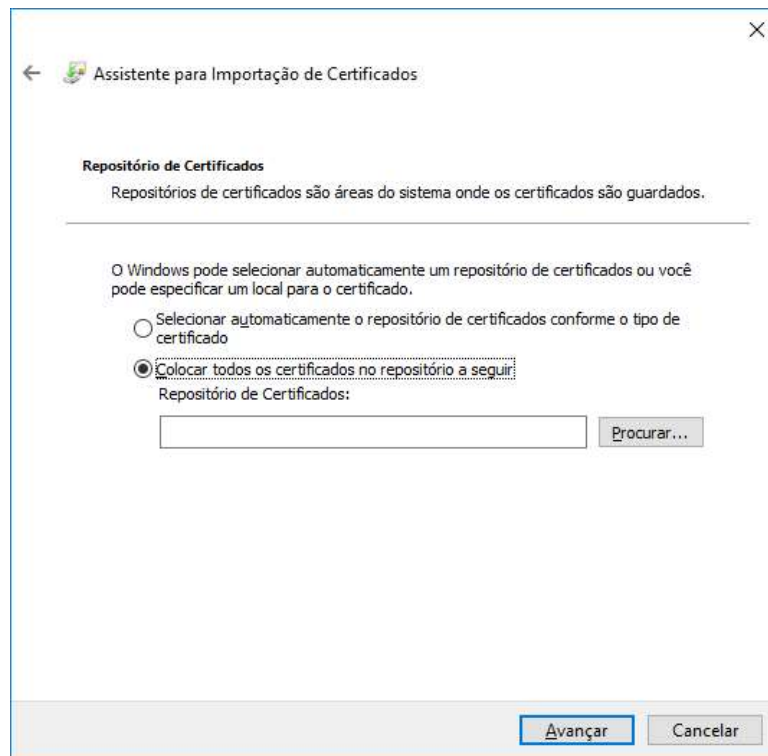 Assistente para Importação de Certificados
Repositório de Certificados
Repositórios de certificados são áreas do sistema onde os certificados são guardados.
O Windows pode selecionar automaticamente um repositório de certificados ou você
pode especificar um local para o certificado.
Selecionar automaticamente o repositório de certificados conforme o tipo de
certificado
Colocar todos os certificados no repositório a seguir
Repositório de Certificados:
Procurar...
Avançar
Cancelar